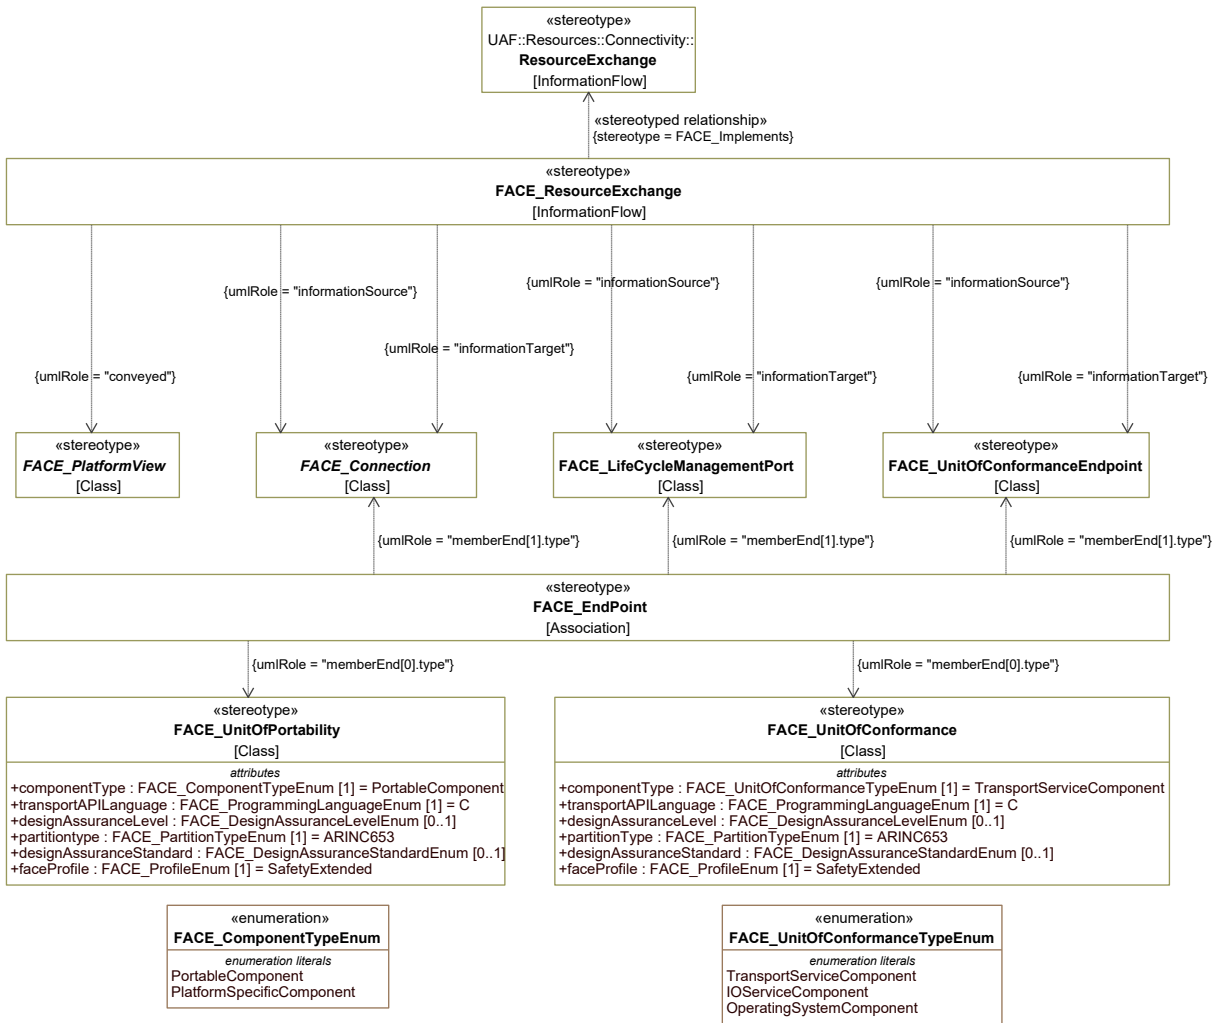 «stereotype»
UAF::Resources::Connectivity::
ResourceExchange
[InformationFlow]
«stereotyped relationship»
{stereotype = FACE_Implements}
«stereotype»
FACE_ResourceExchange
[InformationFlow]
{umlRole = "informationSource"}
{umlRole = "informationSource"}
{umlRole = "informationSource"}
{umlRole = "informationTarget"}
{umlRole = "conveyed"}
{umlRole = "informationTarget"}
{umlRole = "informationTarget"}
«stereotype»
FACE_PlatformView
[Class]
«stereotype»
FACE_Connection
[Class]
«stereotype»
FACE_LifeCycleManagementPort
[Class]
«stereotype»
FACE_UnitOfConformanceEndpoint
[Class]
{umlRole = "memberEnd[1].type"}
{umlRole = "memberEnd[1].type"}
{umlRole = "memberEnd[1].type"}
«stereotype»
FACE_EndPoint
[Association]
{umlRole = "memberEnd[0].type"}
{umlRole = "memberEnd[0].type"}
«stereotype»
FACE_UnitOfPortability
[Class]
attributes
+componentType : FACE_ComponentTypeEnum [1] = PortableComponent
+transportAPILanguage : FACE_ProgrammingLanguageEnum [1] = C
+designAssuranceLevel : FACE_DesignAssuranceLevelEnum [0..1]
+partitiontype : FACE_PartitionTypeEnum [1] = ARINC653
+designAssuranceStandard : FACE_DesignAssuranceStandardEnum [0..1]
+faceProfile : FACE_ProfileEnum [1] = SafetyExtended
«stereotype»
FACE_UnitOfConformance
[Class]
attributes
+componentType : FACE_UnitOfConformanceTypeEnum [1] = TransportServiceComponent
+transportAPILanguage : FACE_ProgrammingLanguageEnum [1] = C
+designAssuranceLevel : FACE_DesignAssuranceLevelEnum [0..1]
+partitionType : FACE_PartitionTypeEnum [1] = ARINC653
+designAssuranceStandard : FACE_DesignAssuranceStandardEnum [0..1]
+faceProfile : FACE_ProfileEnum [1] = SafetyExtended
«enumeration»
FACE_ComponentTypeEnum
enumeration literals
PortableComponent
PlatformSpecificComponent
«enumeration»
FACE_UnitOfConformanceTypeEnum
enumeration literals
TransportServiceComponent
IOServiceComponent
OperatingSystemComponent